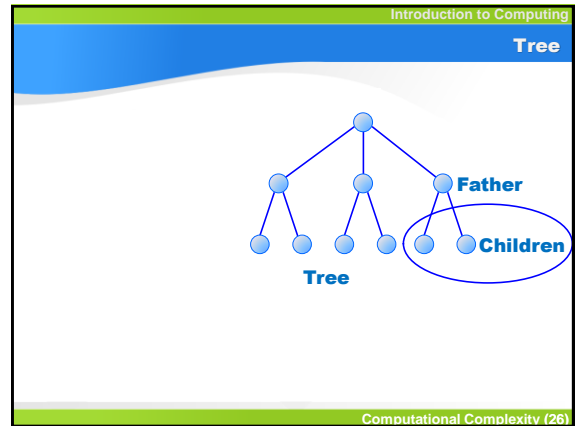 Introduction to Computing
Tree
Father
Children
Tree
Computational Complexity (26)